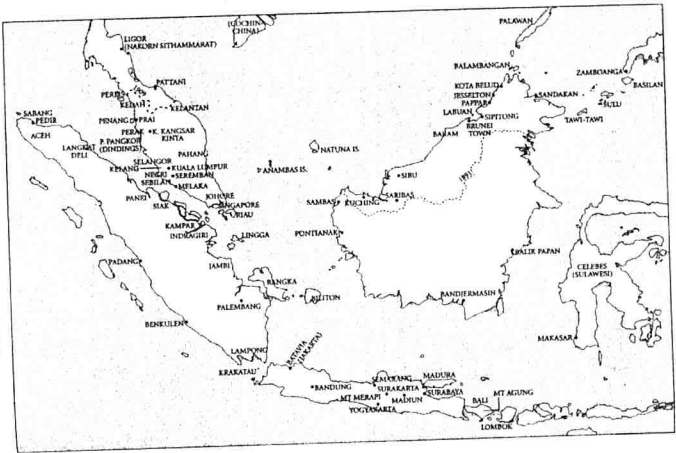 PALAWAN
(COCHIN
CHINA)
LIGOR
(NAKORN SITHAMMARAT)
BALAMBANGAN
ZAMBOANGA
PATTANI
KOTA BELUD
BASILAN
PERLIS
JESSELTON
SANDAKAN
KEDAH
KELANTAN
PAPPAR
SULU
SABANG
LABUAN
SIPITONG
PEDIR
PENANG
PRAI
BRUNEI
TOWN
TAWI-TAWI
ACEH
PERAK
K. KANGSAR
KINTA
BARAM
LANGKAT
DELI
P. PANGKOR
(DINDINGS)
NATUNA IS.
PAHANG
SELANGOR
ANAMBAS IS.
KELANG
KUALA LUMPUR
SIBU
NEGRI
SEBILAN
SEREMBAN
MELAKA
SARIBAS
PANEI
JOHORE
SAMBAS
KUCHING
SIAK
SINGAPORE
RIAU
KAMPAR
INDRAGIRI
LINGGA
PONTIANAK
BALIK PAPAN
PADANG
JAMBI
CELEBES
(SULAWESI)
BANGKA
PALEMBANG
BILITON
BANDJERMASIN
BENKULEN
MAKASAR
LAMPONG
BATAVIA
(JAKARTA)
KRAKATAU
SEMARANG
MADURA
BANDUNG
SURAKARTA
SURABAYA
MT AGUNG
MT MERAPI
MADIUN
BALI
YOGYAKARTA
LOMBOK